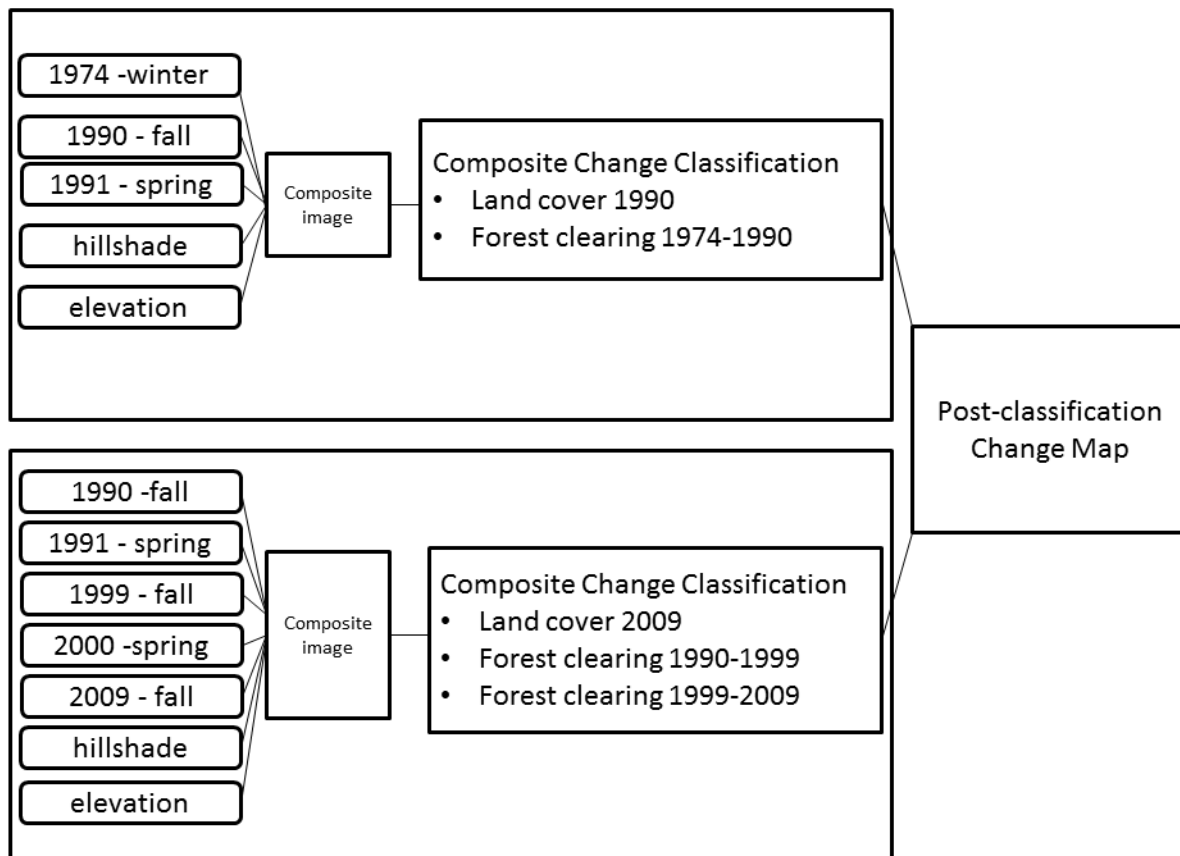 1974 -winter
1990 - fall
1991 - spring
hillshade
elevation
Composite
image
Composite Change Classification
• Land cover 1990
• Forest clearing 1974-1990
1990 -fall
1991 - spring
1999 - fall
2000 -spring
2009 - fall
hillshade
elevation
Composite
image
Composite Change Classification
• Land cover 2009
• Forest clearing 1990-1999
• Forest clearing 1999-2009
Post-classification
Change Map